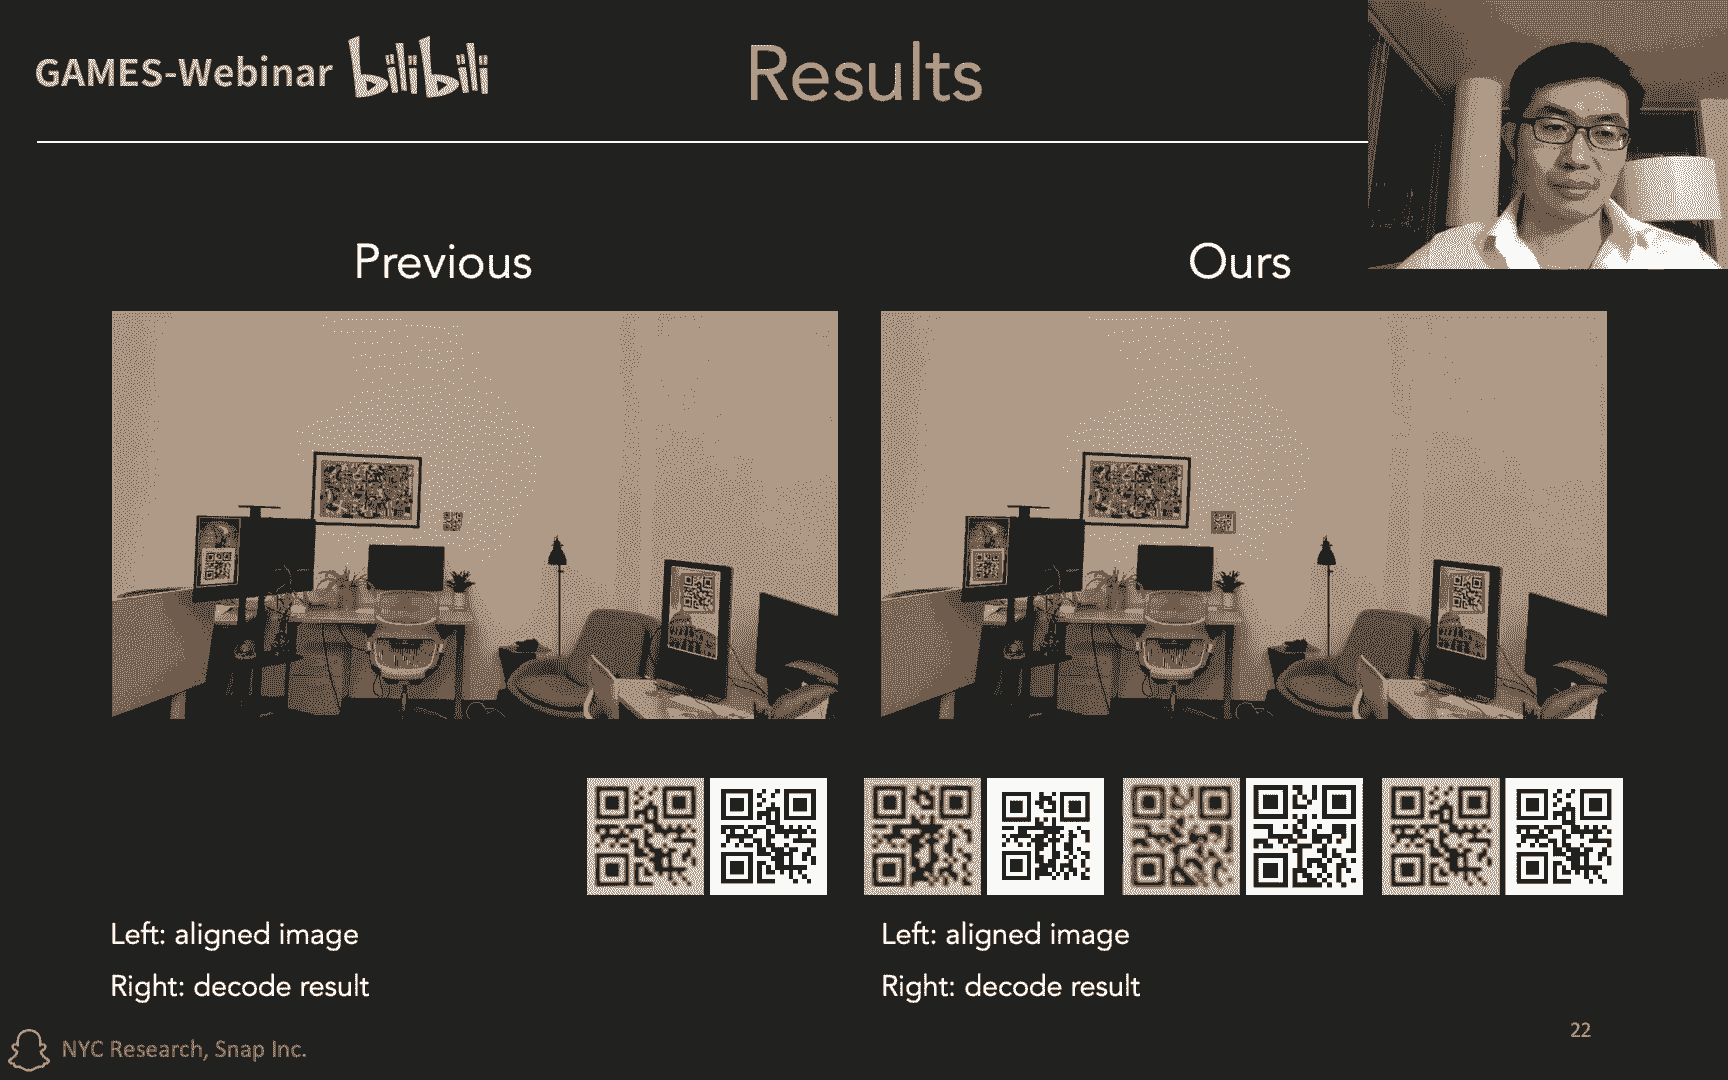 GAMES-Webinar bilibili
Results
Previous
Ours
Left: aligned image
Right: decode result
Left: aligned image
Right: decode result
22
NYC Research, Snap Inc.